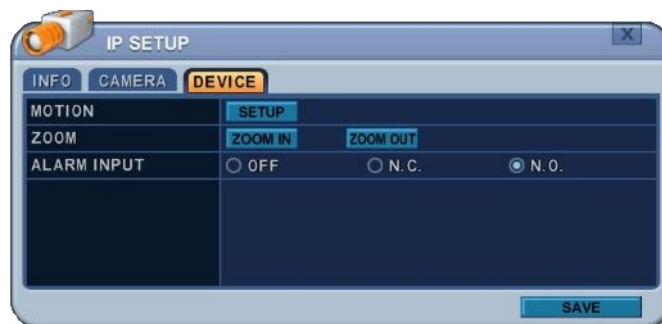 IP SETUP X
INFO CAMERA DEVICE
MOTION SETUP
ZOOM ZOOM IN ZOOM OUT
ALARM INPUT OFF N.C. N.O.
SAVE